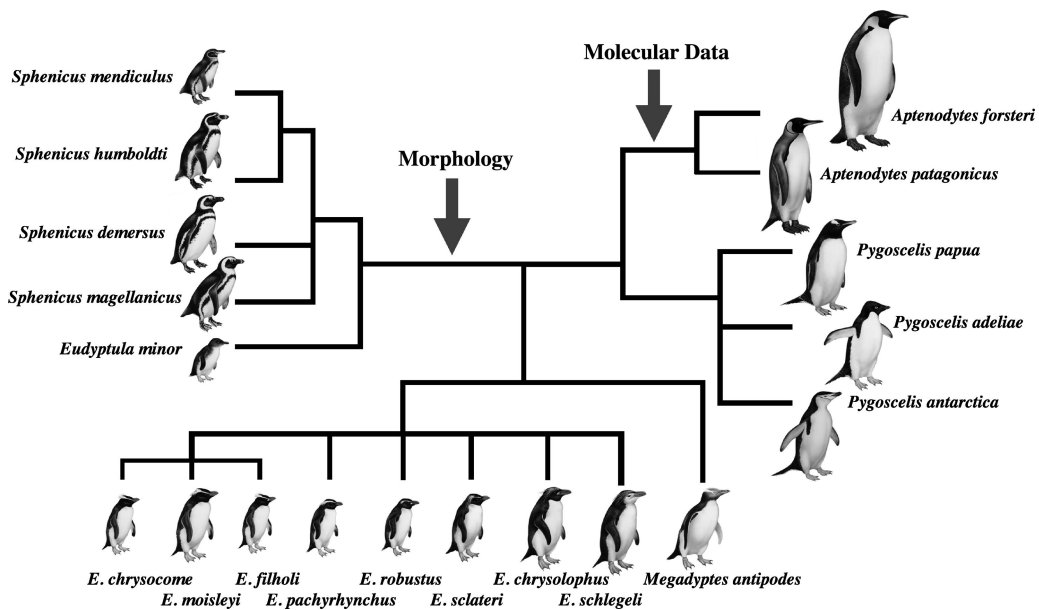 Molecular Data
Morphology
Sphenicus mendiculus
Sphenicus humboldti
Sphenicus demersus
Sphenicus magellanicus
Eudyptula minor
Aptenodytes forsteri
Aptenodytes patagonicus
Pygoscelis papua
Pygoscelis adeliae
Pygoscelis antarctica
E. chrysocome
E. moisleyi
E. filholi
E. pachyrhynchus
E. robustus
E. sclateri
E. chrysolophus
E. schlegeli
Megadyptes antipodes